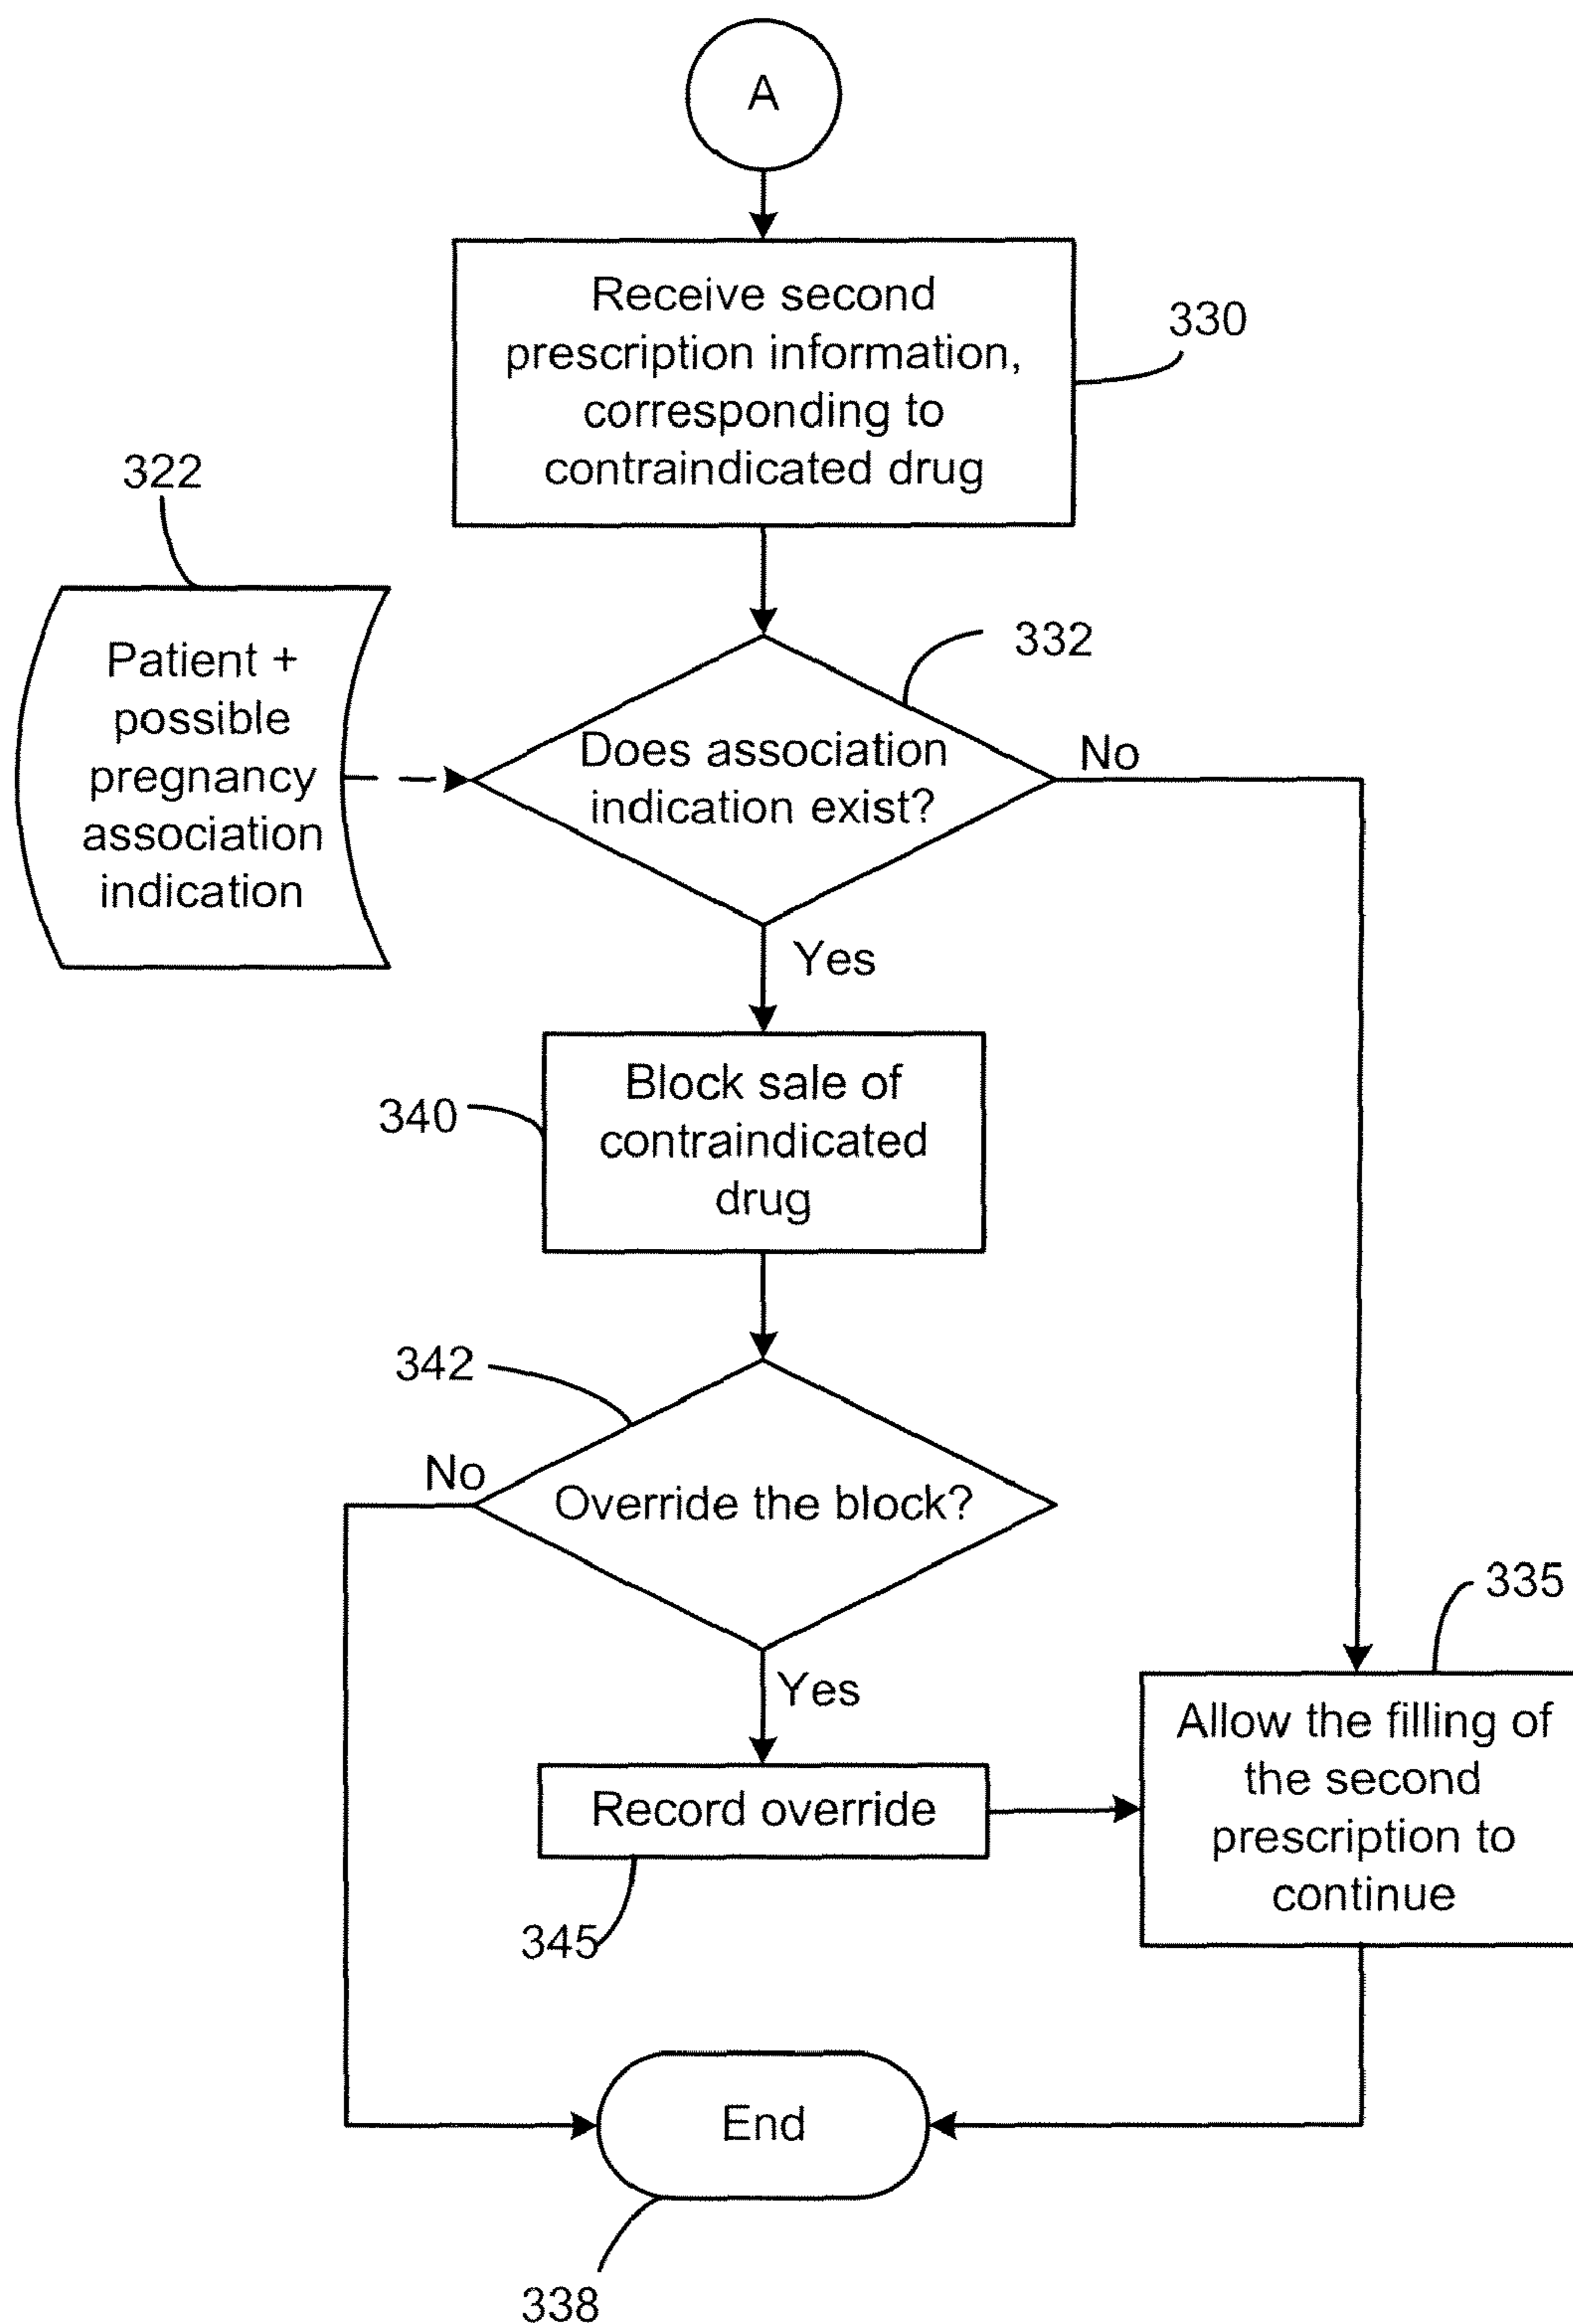 A
Receive second
prescription information,
corresponding to
contraindicated drug
330
322
Patient +
possible
pregnancy
association
indication
332
Does association
indication exist?
No
Yes
Block sale of
contraindicated
drug
340
342
No
Override the block?
Yes
335
Allow the filling of
the second
prescription to
continue
Record override
345
End
338